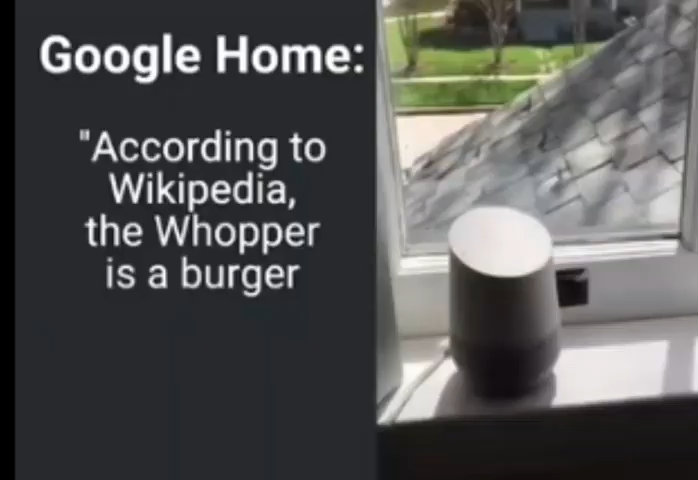 Google Home:
"According to
Wikipedia,
the Whopper
is a burger